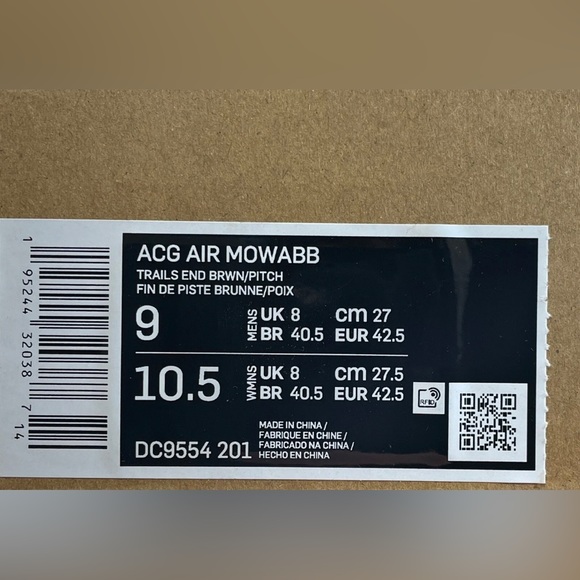 ACG AIR MOWABB
TRAILS END BRWN/PITCH
FIN DE PISTE BRUNNE/POIX
9 MENS UK 8 cm 27
BR 40.5 EUR 42.5
10.5 WMNS UK 8 cm 27.5
BR 40.5 EUR 42.5
RFID
DC9554 201
MADE IN CHINA /
FABRIQUE EN CHINE /
FABRICADO NA CHINA /
HECHO EN CHINA
1 95244 32038 7 14